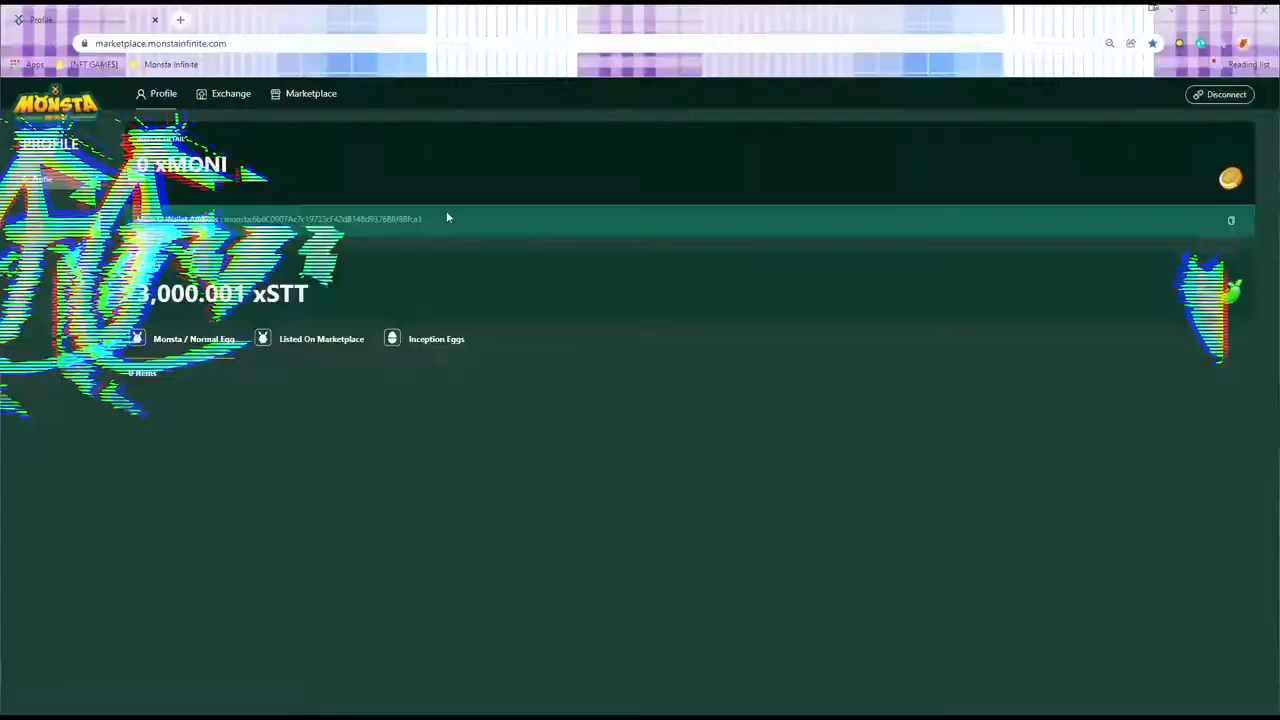 Profile
marketplace.monstainfinite.com
Apps
[NFT GAMES]
Monsta Infinite
Reading list
MONSTA
Profile
Exchange
Marketplace
Disconnect
PROFILE
0 xMONI
3,000.001 xSTT
Monsta / Normal Egg
Listed On Marketplace
Inception Eggs
0 Items